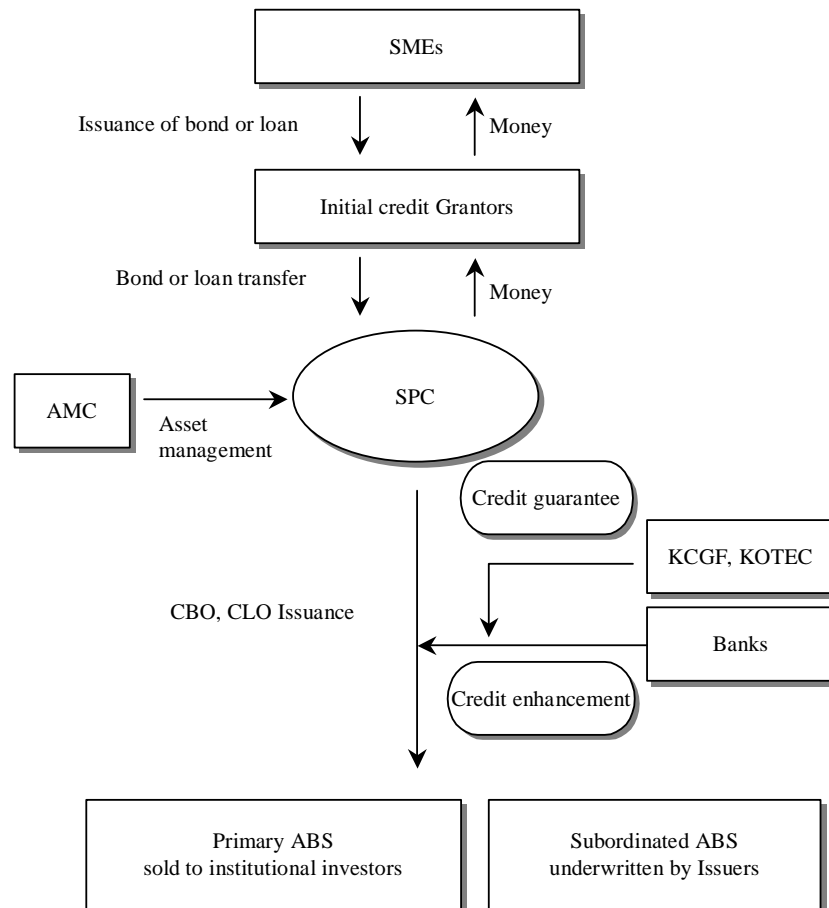 SMEs
Issuance of bond or loan
Money
Initial credit Grantors
Bond or loan transfer
Money
SPC
AMC
Asset
management
Credit guarantee
KCGF, KOTEC
CBO, CLO Issuance
Banks
Credit enhancement
Primary ABS
sold to institutional investors
Subordinated ABS
underwritten by Issuers